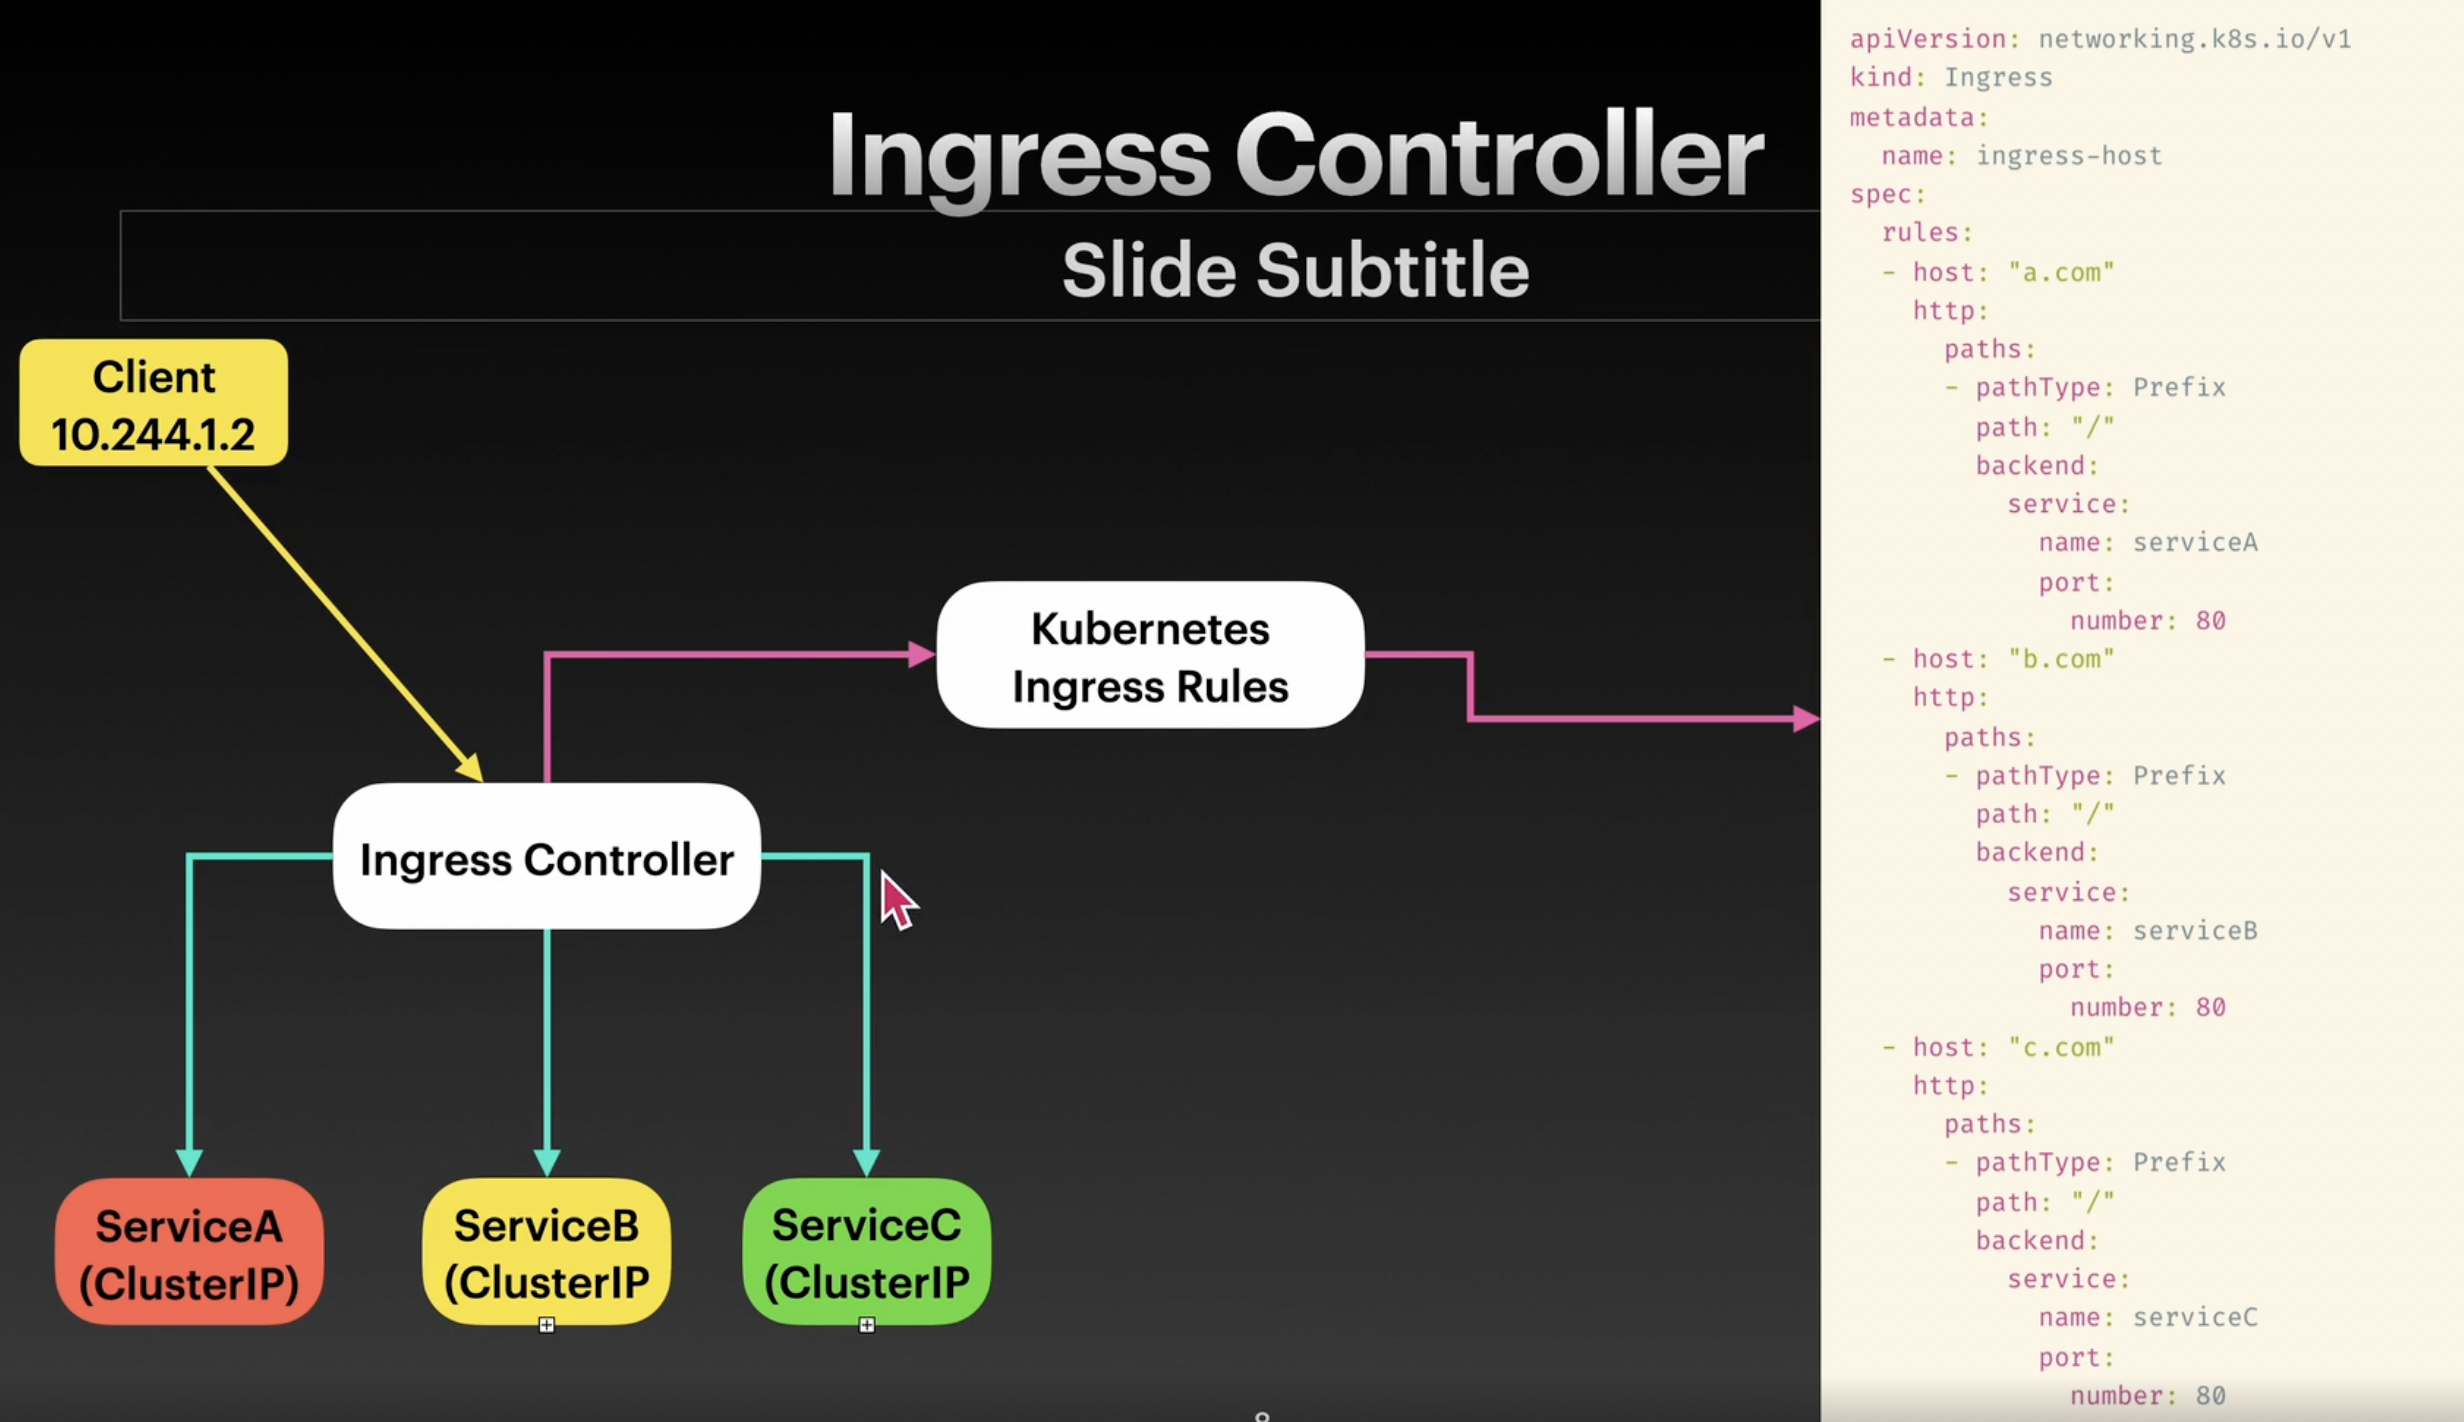 Ingress Controller
Slide Subtitle
Client
10.244.1.2
Kubernetes
Ingress Rules
Ingress Controller
ServiceA
(ClusterIP)
ServiceB
(ClusterIP
ServiceC
(ClusterIP
apiVersion: networking.k8s.io/v1
kind: Ingress
metadata:
  name: ingress-host
spec:
  rules:
  - host: "a.com"
    http:
      paths:
      - pathType: Prefix
        path: "/"
        backend:
          service:
            name: serviceA
            port:
              number: 80
  - host: "b.com"
    http:
      paths:
      - pathType: Prefix
        path: "/"
        backend:
          service:
            name: serviceB
            port:
              number: 80
  - host: "c.com"
    http:
      paths:
      - pathType: Prefix
        path: "/"
        backend:
          service:
            name: serviceC
            port:
              number: 80